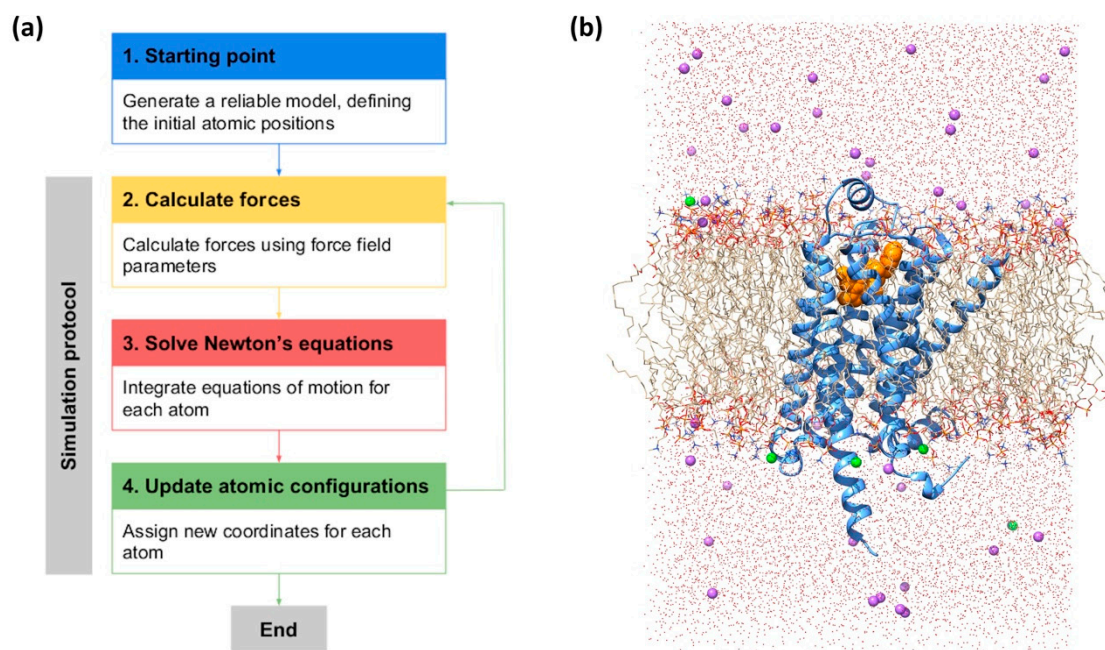 (a)
1. Starting point
Generate a reliable model, defining
the initial atomic positions
Simulation protocol
2. Calculate forces
Calculate forces using force field
parameters
3. Solve Newton's equations
Integrate equations of motion for
each atom
4. Update atomic configurations
Assign new coordinates for each
atom
End
(b)